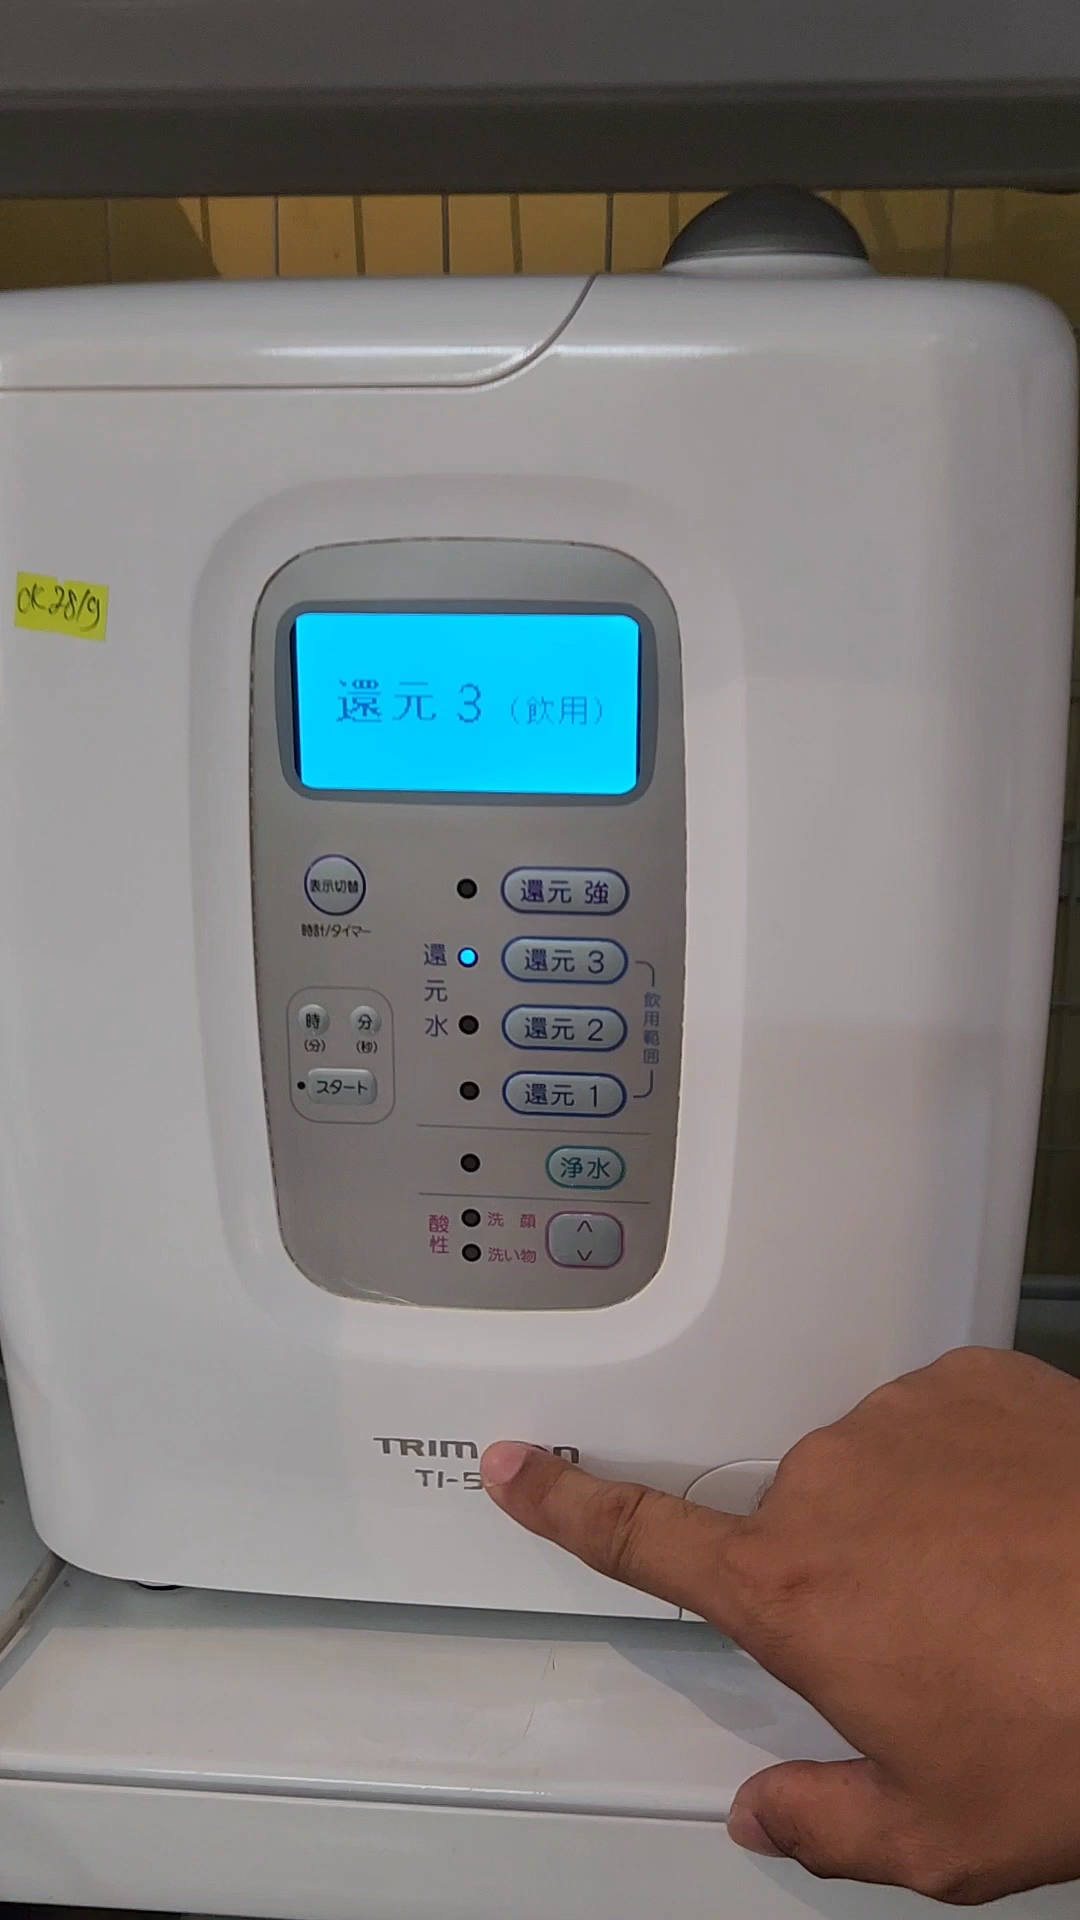 OK 28/9
還元 3 (飲用)
表示切替
時計/タイマー
時 分
(分) (秒)
スタート
還元水
還元 強
還元 3
還元 2
還元 1
飲用範囲
浄水
酸性
洗顔
洗い物
TRIM
TI-5